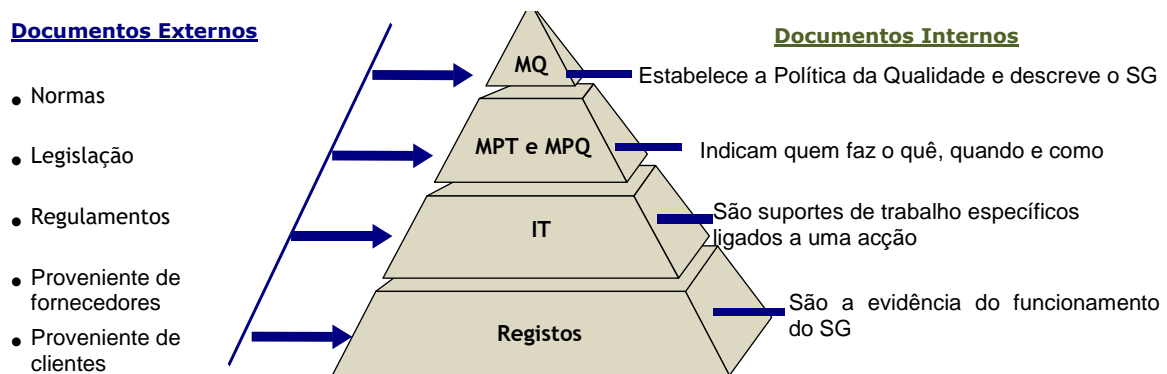 Documentos Externos
• Normas
• Legislação
• Regulamentos
• Proveniente de
fornecedores
• Proveniente de
clientes
MQ
MPT e MPQ
IT
Registos
Documentos Internos
Estabelece a Política da Qualidade e descreve o SG
Indicam quem faz o quê, quando e como
São suportes de trabalho específicos
ligados a uma acção
São a evidência do funcionamento
do SG